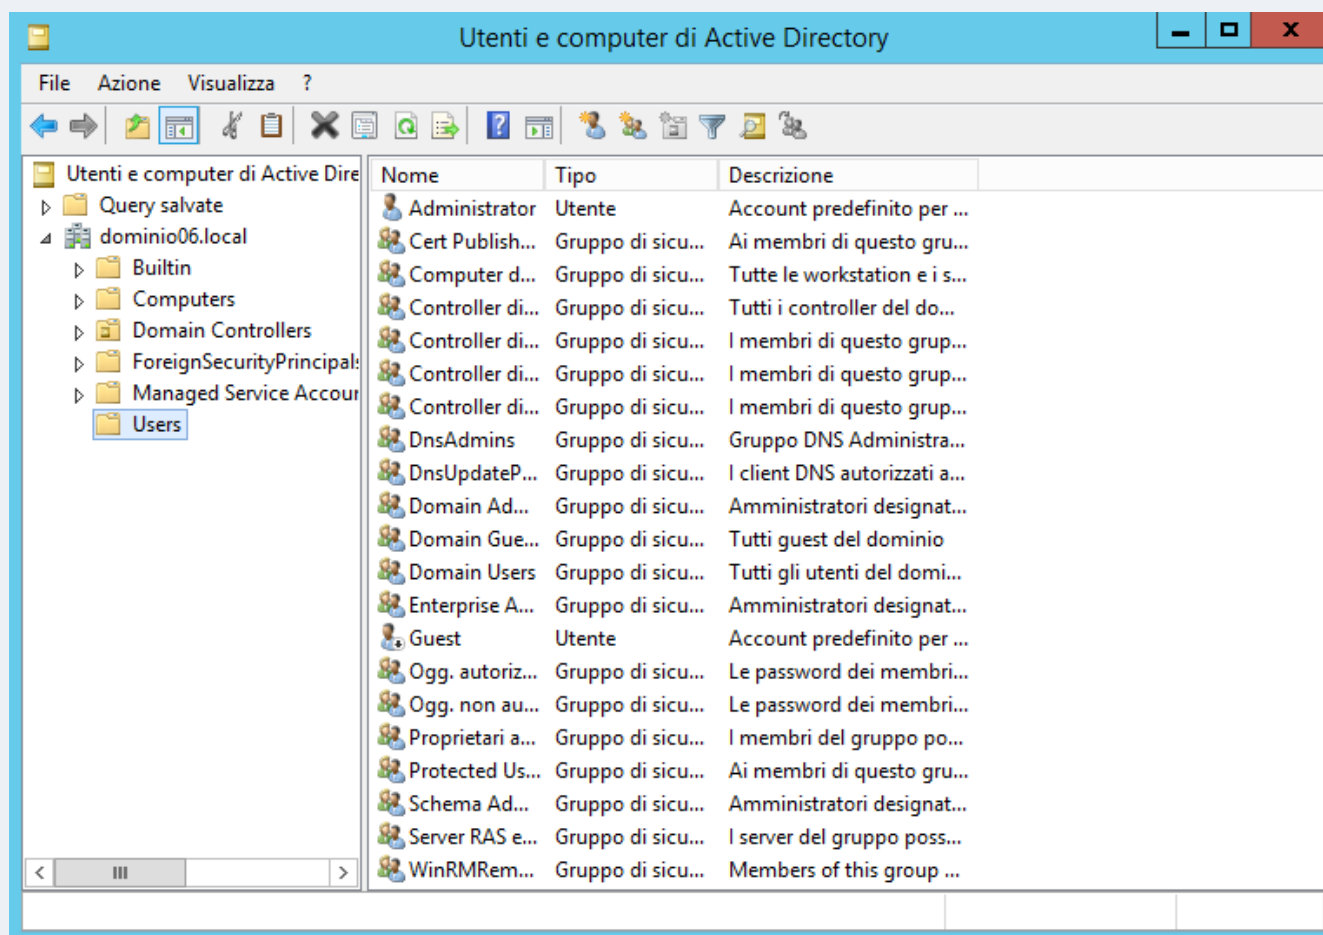 Utenti e computer di Active Directory
File Azione Visualizza ?
Utenti e computer di Active Dire
Query salvate
dominio06.local
Builtin
Computers
Domain Controllers
ForeignSecurityPrincipals
Managed Service Accour
Users
Nome Tipo Descrizione
Administrator Utente Account predefinito per ...
Cert Publish... Gruppo di sicu... Ai membri di questo gru...
Computer d... Gruppo di sicu... Tutte le workstation e i s...
Controller di... Gruppo di sicu... Tutti i controller del do...
Controller di... Gruppo di sicu... I membri di questo grup...
Controller di... Gruppo di sicu... I membri di questo grup...
Controller di... Gruppo di sicu... I membri di questo grup...
DnsAdmins Gruppo di sicu... Gruppo DNS Administra...
DnsUpdateP... Gruppo di sicu... I client DNS autorizzati a...
Domain Ad... Gruppo di sicu... Amministratori designat...
Domain Gue... Gruppo di sicu... Tutti guest del dominio
Domain Users Gruppo di sicu... Tutti gli utenti del domi...
Enterprise A... Gruppo di sicu... Amministratori designat...
Guest Utente Account predefinito per ...
Ogg. autoriz... Gruppo di sicu... Le password dei membri...
Ogg. non au... Gruppo di sicu... Le password dei membri...
Proprietari a... Gruppo di sicu... I membri del gruppo po...
Protected Us... Gruppo di sicu... Ai membri di questo gru...
Schema Ad... Gruppo di sicu... Amministratori designat...
Server RAS e... Gruppo di sicu... I server del gruppo poss...
WinRMRem... Gruppo di sicu... Members of this group ...